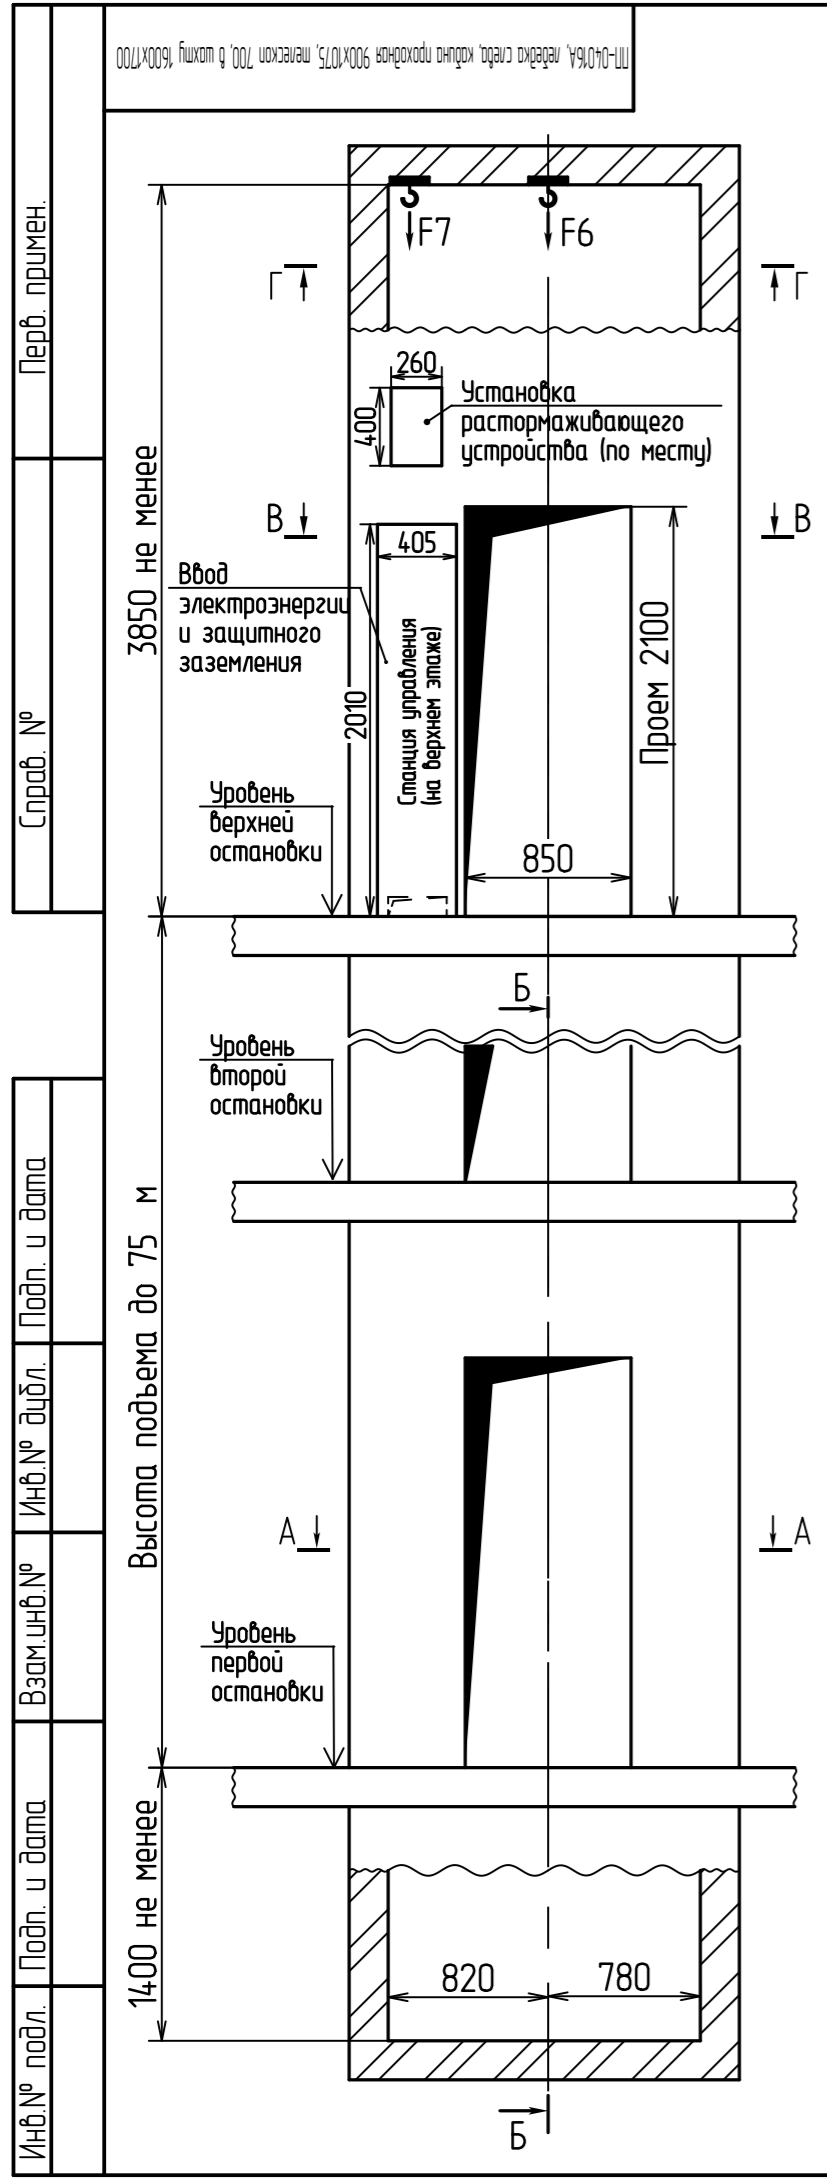 ПП-0401БА, лебедка слева, кабина проходная 900х1075, телескоп 700, в шахту 1600х1700
Перв. примен.
Справ. №
Подп. и дата
Инв.№ дубл.
Взам.инв.№
Подп. и дата
Инв.№ подл.
F7
F6
Г
Г
260
400
Установка
растормаживающего
устройства (по месту)
3850 не менее
В
В
405
Ввод
электроэнергии
и защитного
заземления
2010
Станция управления
(на верхнем этаже)
Проем 2100
Уровень
верхней
остановки
850
Б
Уровень
второй
остановки
Высота подъема до 75 м
А
А
Уровень
первой
остановки
1400 не менее
820
780
Б